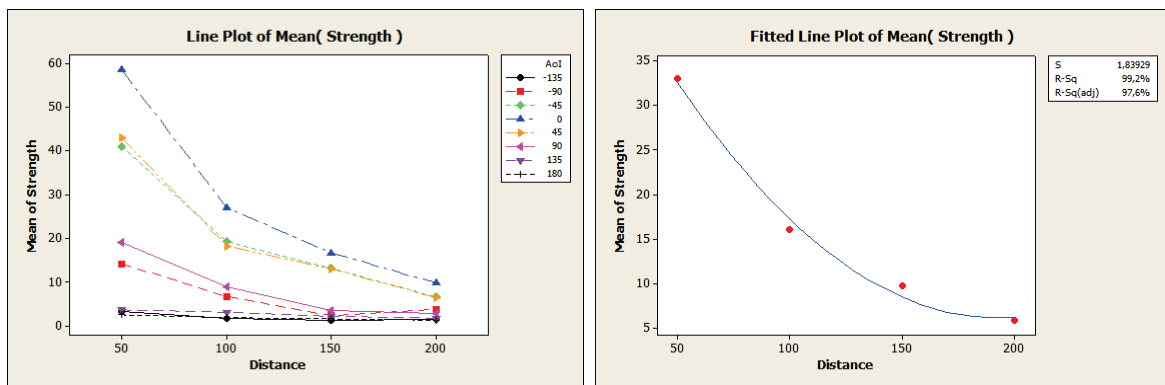 Line Plot of Mean( Strength )
Mean of Strength
60
50
40
30
20
10
0
50 100 150 200
Distance
AoI
-135
-90
-45
0
45
90
135
180
Fitted Line Plot of Mean( Strength )
Mean of Strength
35
30
25
20
15
10
5
50 100 150 200
Distance
S 1,83929
R-Sq 99,2%
R-Sq(adj) 97,6%